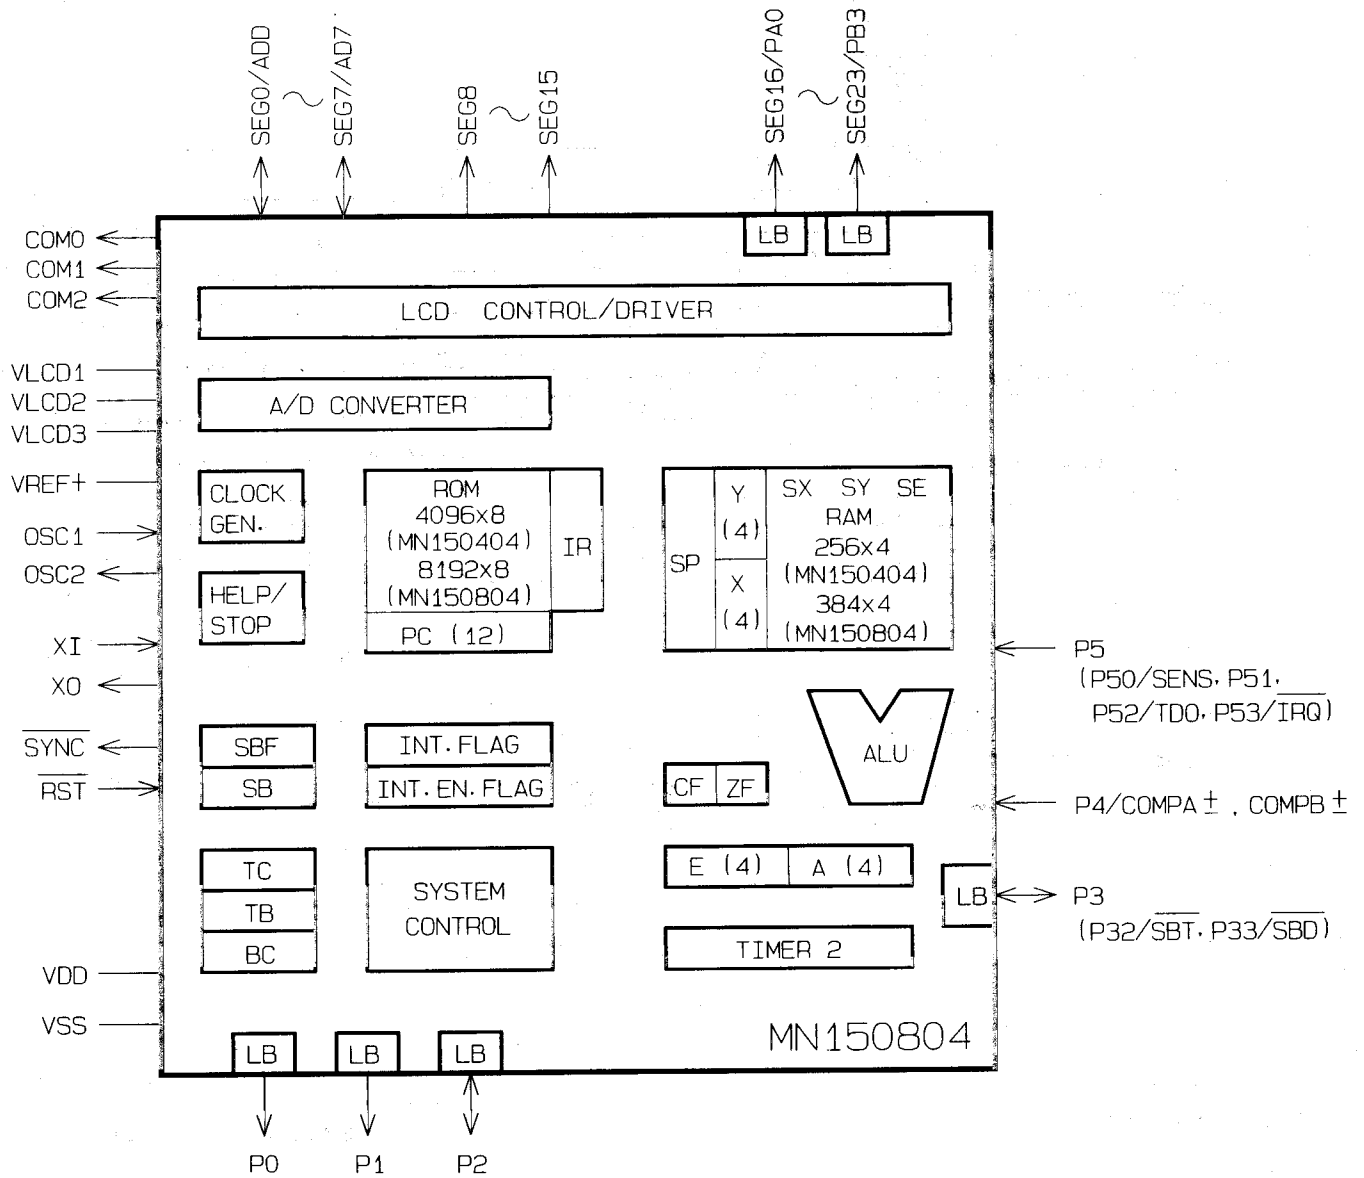 SEG0/AD0 ~ SEG7/AD7
SEG8 ~ SEG15
SEG16/PA0 ~ SEG23/PB3
COM0
COM1
COM2
LB
LB
LCD CONTROL/DRIVER
VLCD1
VLCD2
VLCD3
A/D CONVERTER
VREF+
OSC1
OSC2
CLOCK
GEN.
HELP/
STOP
ROM
4096x8
(MN150404)
8192x8
(MN150804)
IR
PC (12)
SP
Y
(4)
X
(4)
SX SY SE
RAM
256x4
(MN150404)
384x4
(MN150804)
XI
XO
P5
(P50/SENS, P51,
P52/TDO, P53/IRQ)
SYNC
RST
SBF
SB
INT. FLAG
INT. EN. FLAG
CF
ZF
ALU
P4/COMPA ± , COMPB ±
TC
TB
BC
SYSTEM
CONTROL
E (4)
A (4)
LB
P3
(P32/SBT, P33/SBD)
TIMER 2
VDD
VSS
LB
LB
LB
MN150804
P0
P1
P2